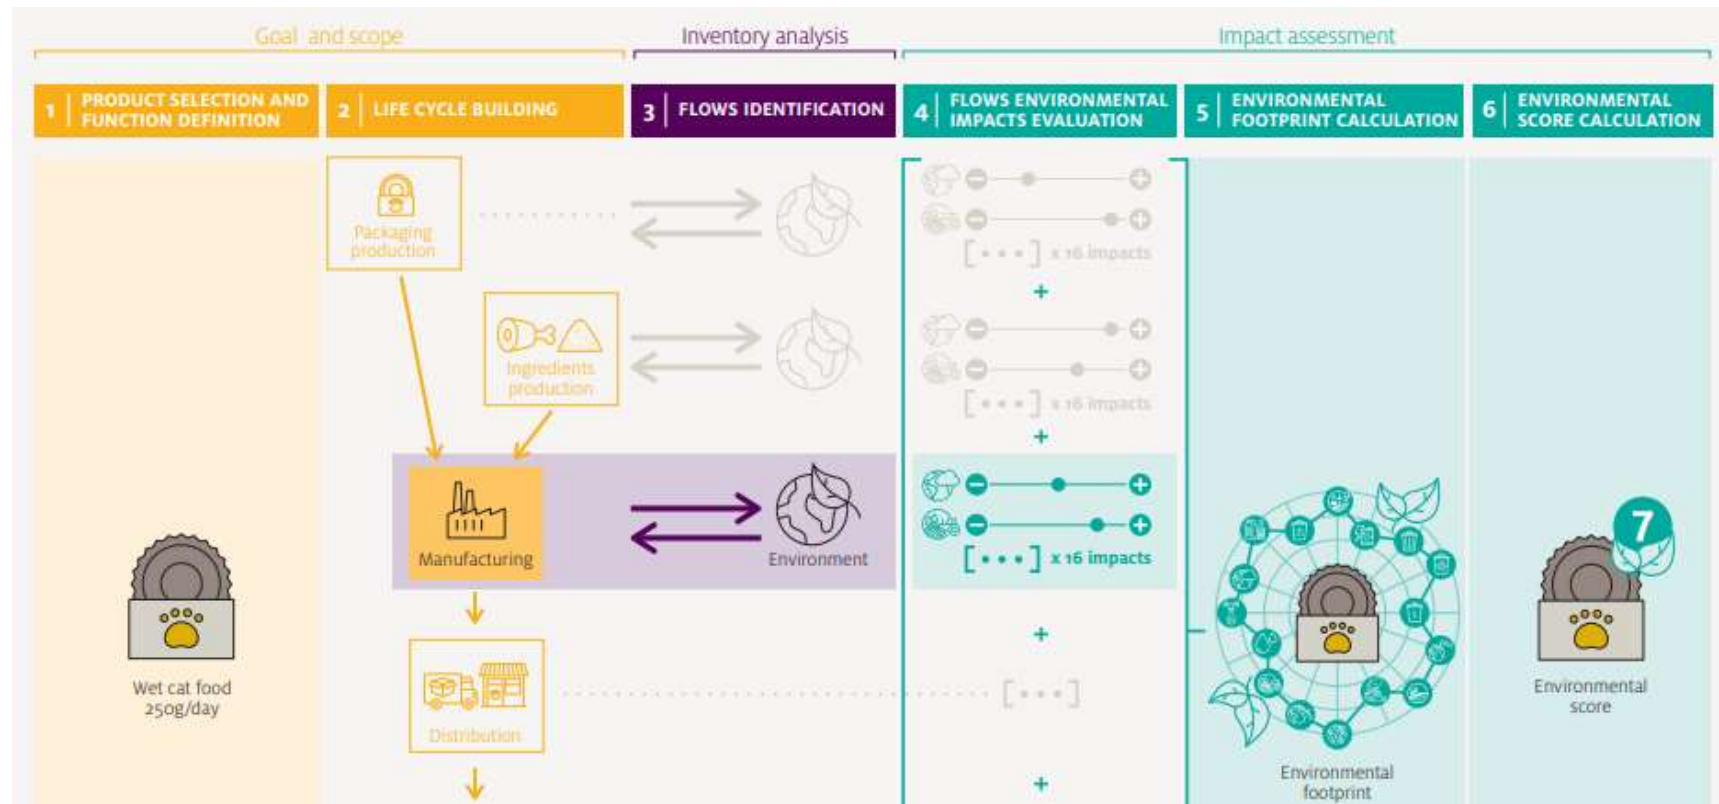 Goal and scope
Inventory analysis
Impact assessment
1 PRODUCT SELECTION AND
FUNCTION DEFINITION
2 LIFE CYCLE BUILDING
3 FLOWS IDENTIFICATION
4 FLOWS ENVIRONMENTAL
IMPACTS EVALUATION
5 ENVIRONMENTAL
FOOTPRINT CALCULATION
6 ENVIRONMENTAL
SCORE CALCULATION
Packaging
production
[•••] x 16 impacts
+
Ingredients
production
[•••] x 16 impacts
+
Manufacturing
Environment
[•••] x 16 impacts
7
+
Wet cat food
250g/day
Distribution
[•••]
Environmental
score
+
Environmental
footprint